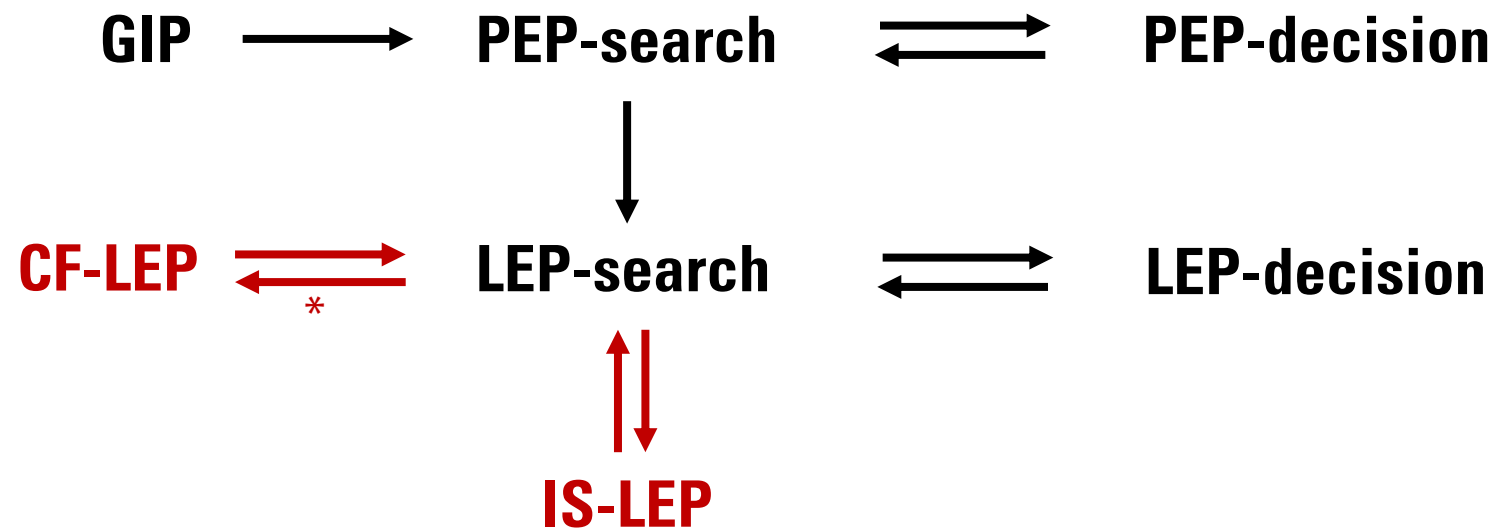 GIP PEP-search PEP-decision
CF-LEP LEP-search LEP-decision
*
IS-LEP